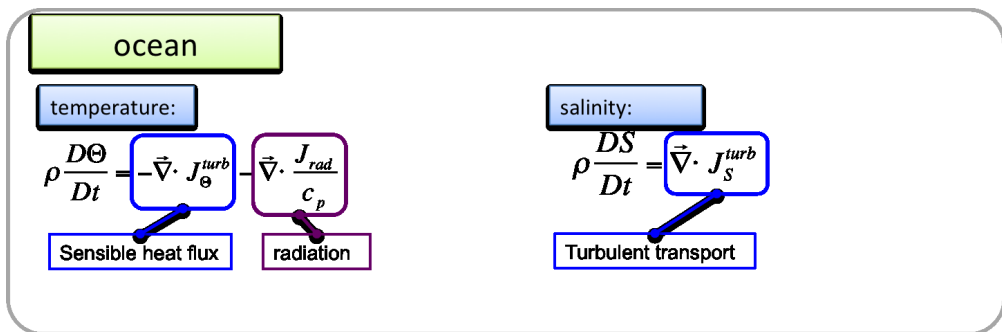 ocean
temperature:
salinity:
ρ DΘ/Dt = −∇⃗· J_Θ^turb − ∇⃗· J_rad/c_p
ρ DS/Dt = ∇⃗· J_S^turb
Sensible heat flux
radiation
Turbulent transport